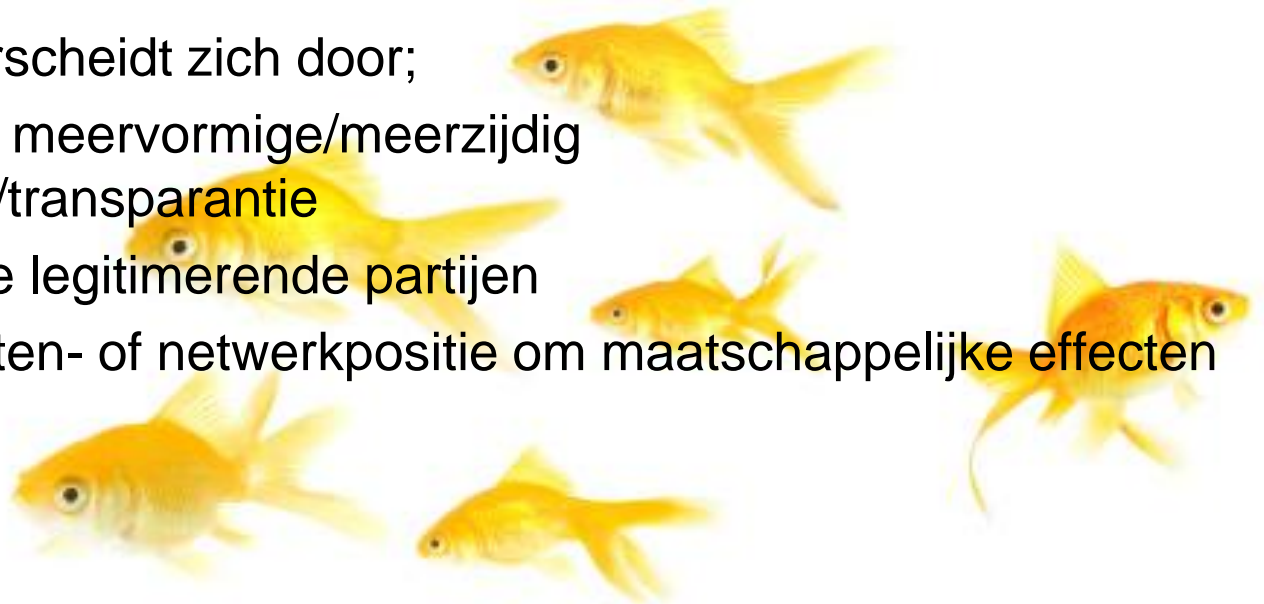 rscheidt zich door;
meervormige/meerzijdig
/transparantie
e legitimerende partijen
ten- of netwerkpositie om maatschappelijke effecten